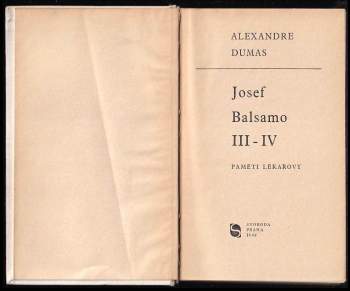 ALEXANDRE
DUMAS
Josef
Balsamo
III - IV
PAMĚTI LÉKAŘOVY
SVOBODA
PRAHA